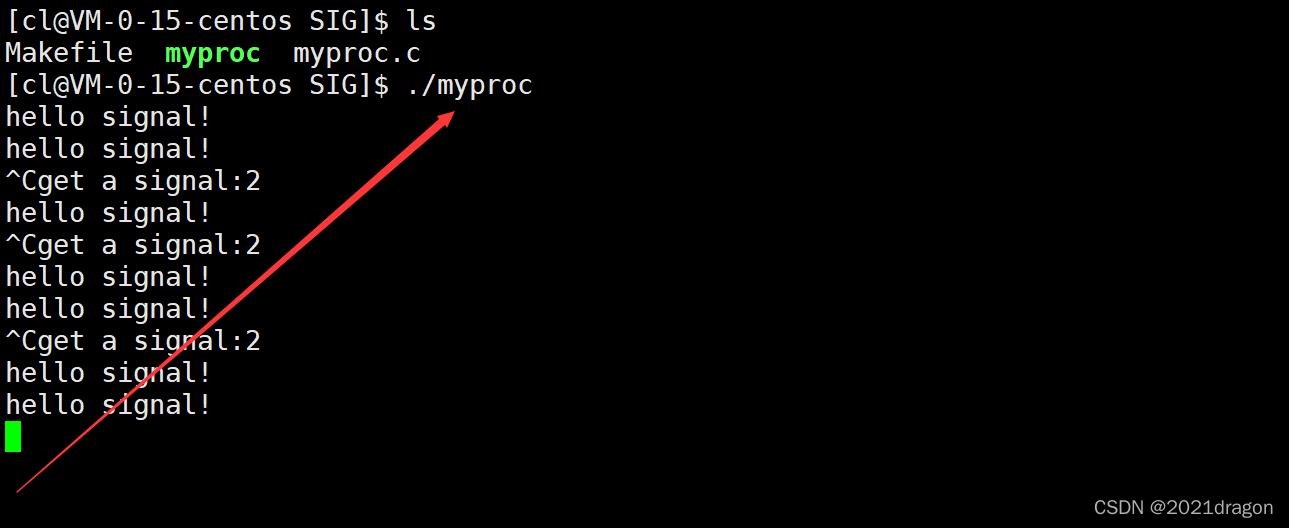 [cl@VM-0-15-centos SIG]$ ls
Makefile  myproc  myproc.c
[cl@VM-0-15-centos SIG]$ ./myproc
hello signal!
hello signal!
^Cget a signal:2
hello signal!
^Cget a signal:2
hello signal!
hello signal!
^Cget a signal:2
hello signal!
hello signal!
CSDN @2021dragon